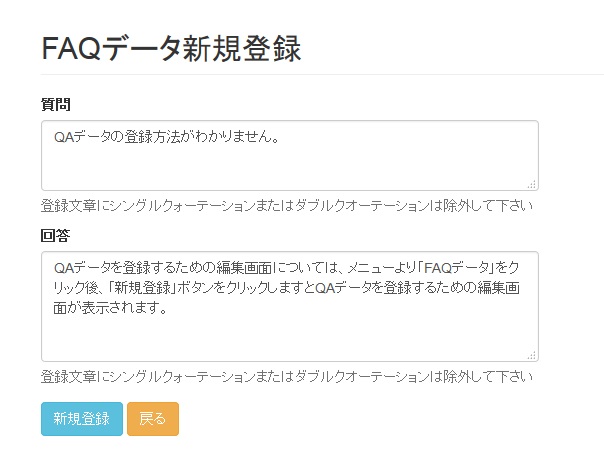 FAQデータ新規登録
質問
QAデータの登録方法がわかりません。
登録文章にシングルクォーテーションまたはダブルクオーテーションは除外して下さい
回答
QAデータを登録するための編集画面については、メニューより「FAQデータ」をク
リック後、「新規登録」ボタンをクリックしますとQAデータを登録するための編集画
面が表示されます。
登録文章にシングルクォーテーションまたはダブルクオーテーションは除外して下さい
新規登録 戻る